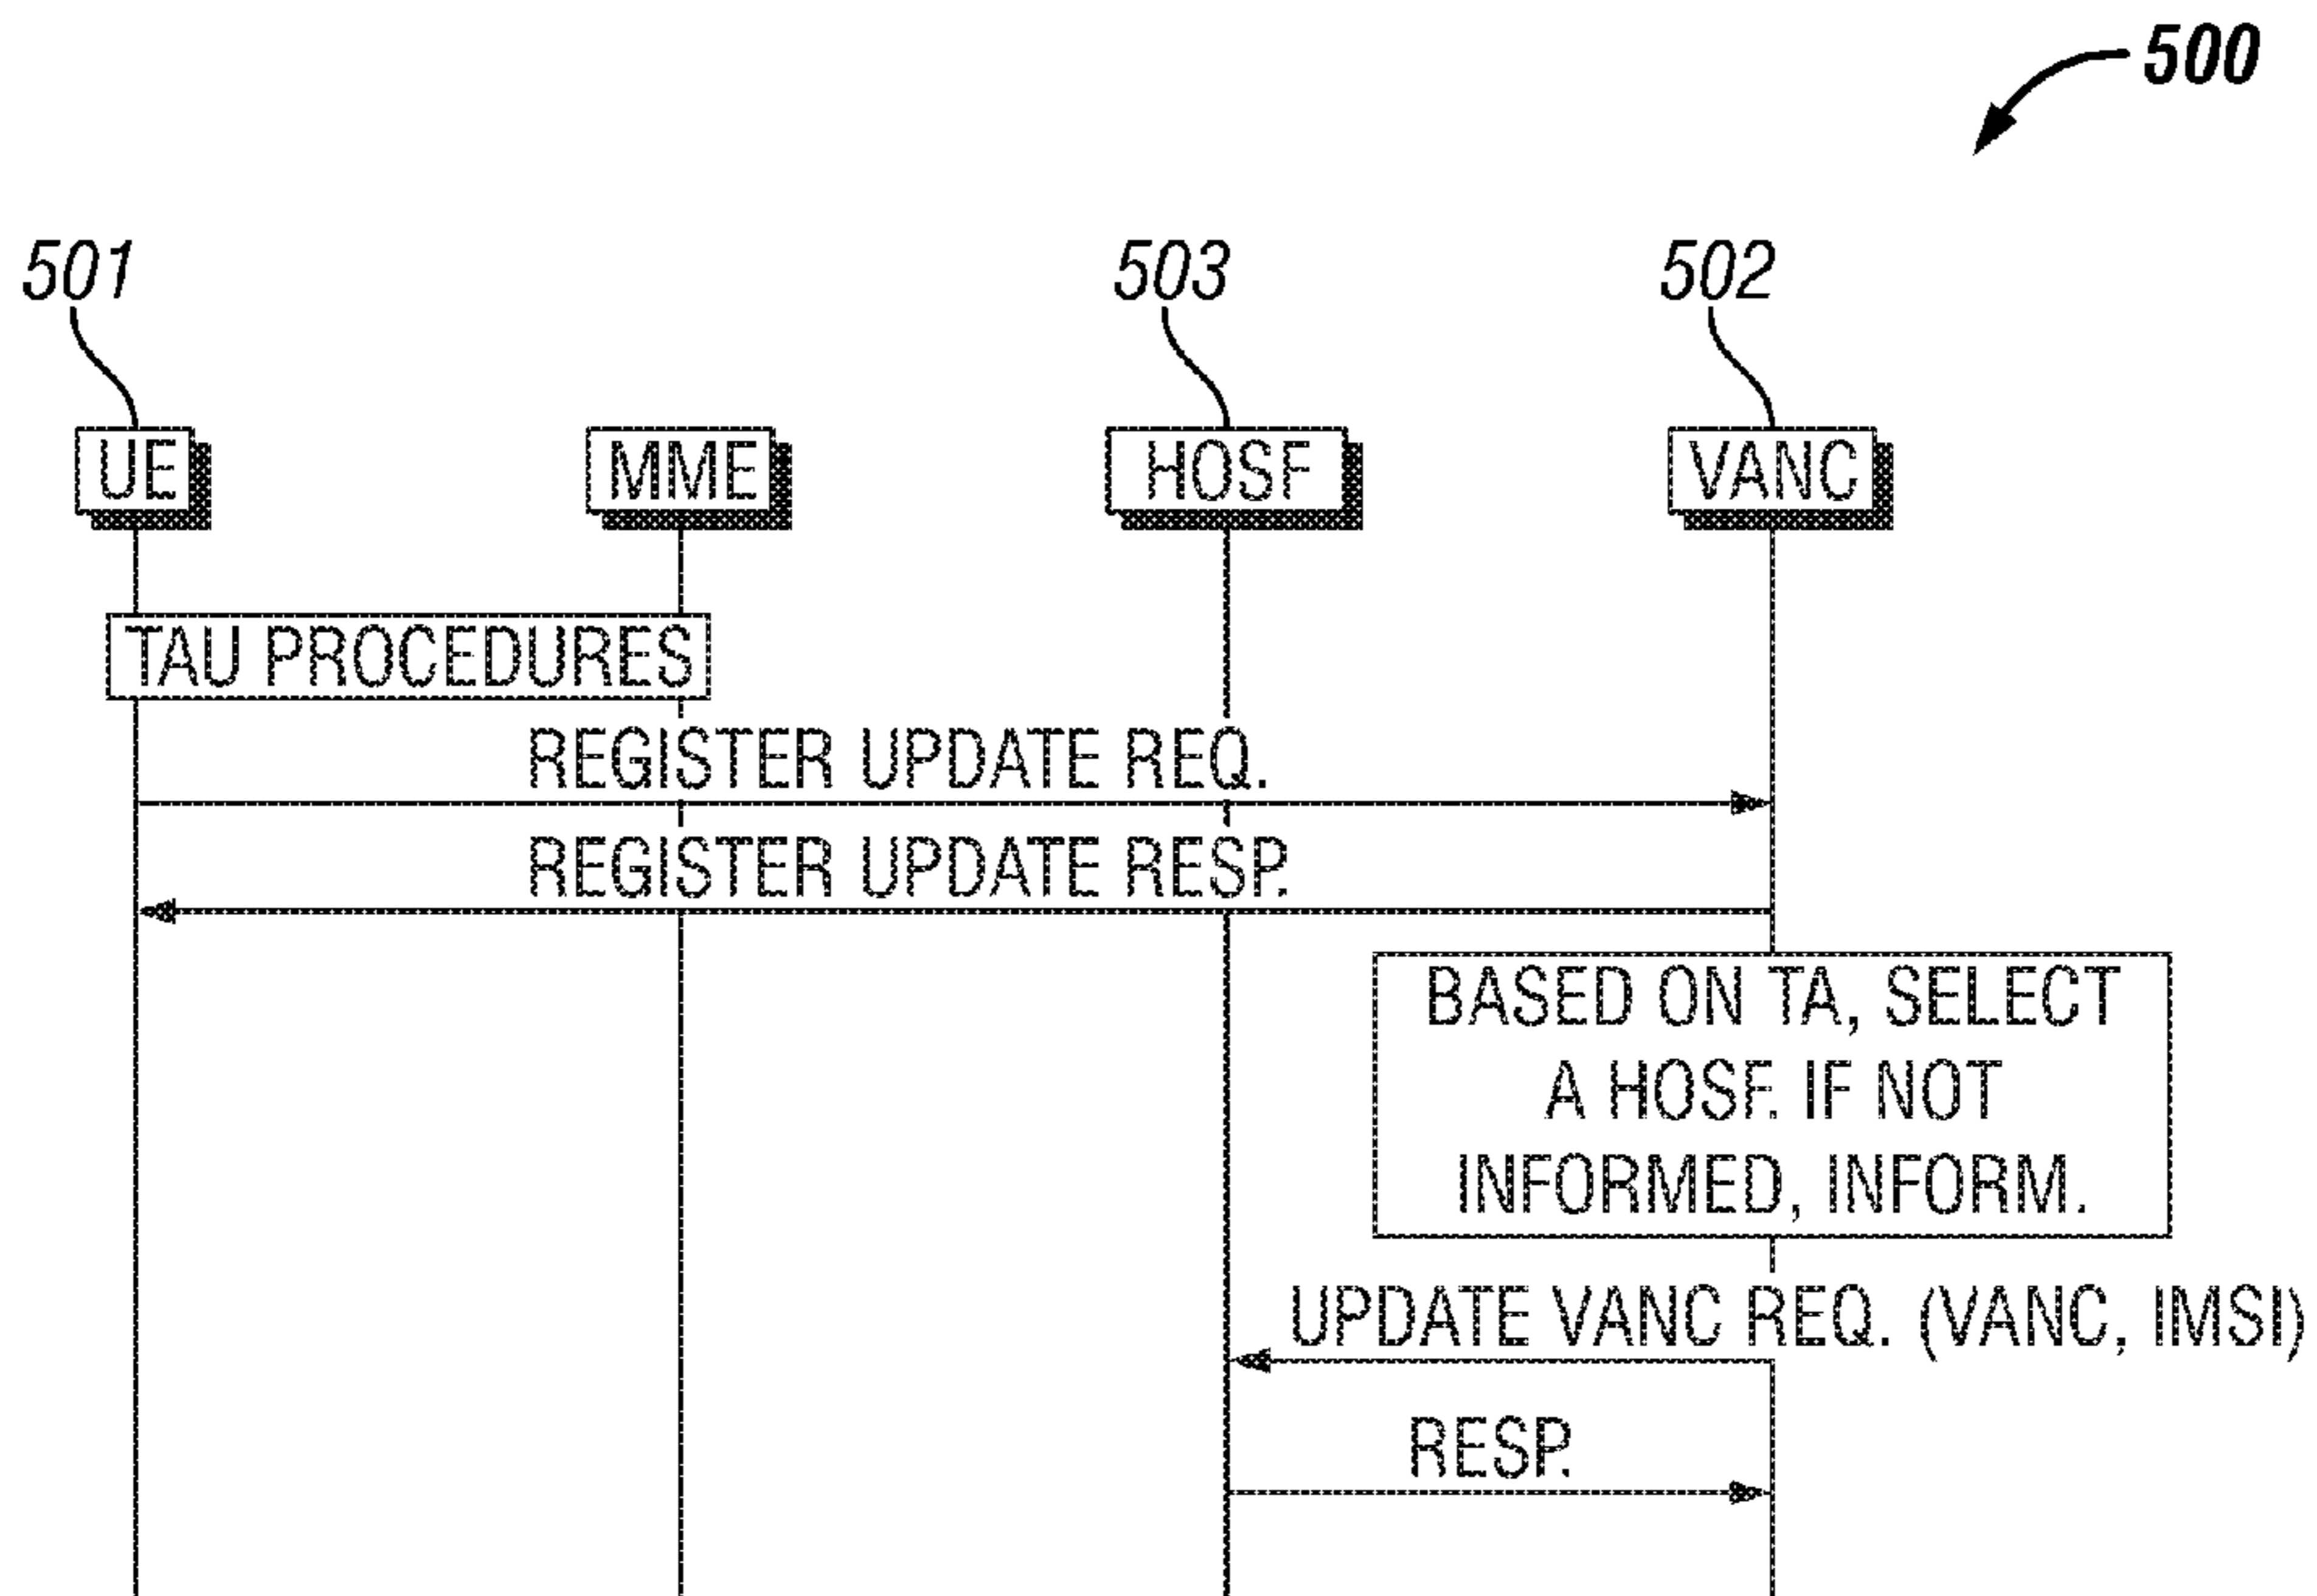 500
501
503
502
UE
MME
HOSF
VANC
TAU PROCEDURES
REGISTER UPDATE REQ.
REGISTER UPDATE RESP.
BASED ON TA, SELECT
A HOSF. IF NOT
INFORMED, INFORM.
UPDATE VANC REQ. (VANC, IMSI)
RESP.